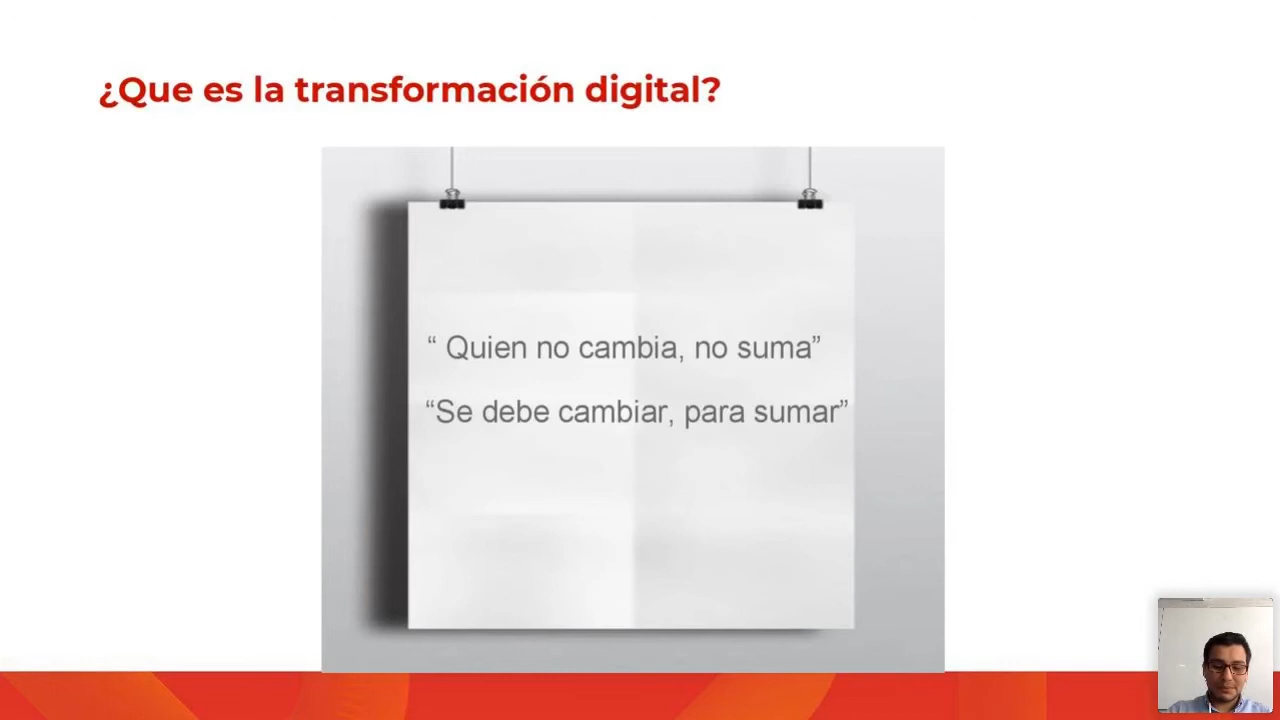 ¿Que es la transformación digital?
“ Quien no cambia, no suma”
“Se debe cambiar, para sumar”